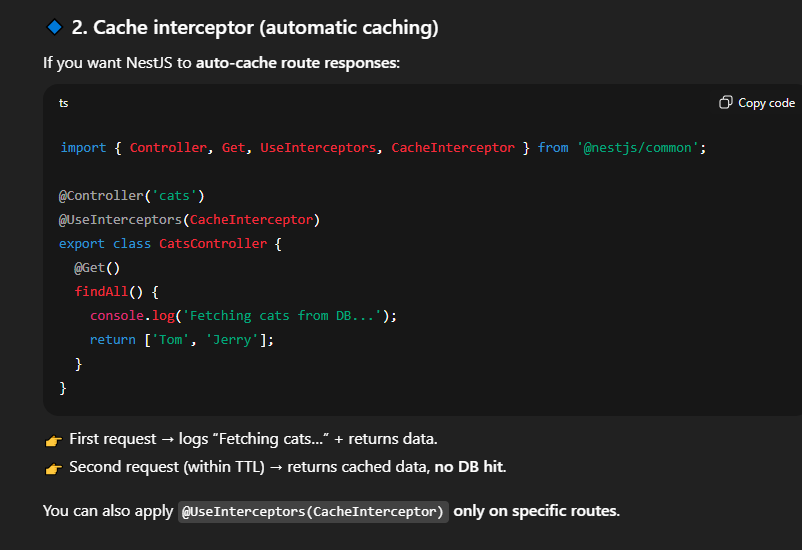 🔷 2. Cache interceptor (automatic caching)
If you want NestJS to auto-cache route responses:
ts
Copy code
import { Controller, Get, UseInterceptors, CacheInterceptor } from '@nestjs/common';
@Controller('cats')
@UseInterceptors(CacheInterceptor)
export class CatsController {
  @Get()
  findAll() {
    console.log('Fetching cats from DB...');
    return ['Tom', 'Jerry'];
  }
}
👉 First request → logs “Fetching cats...” + returns data.
👉 Second request (within TTL) → returns cached data, no DB hit.
You can also apply @UseInterceptors(CacheInterceptor) only on specific routes.